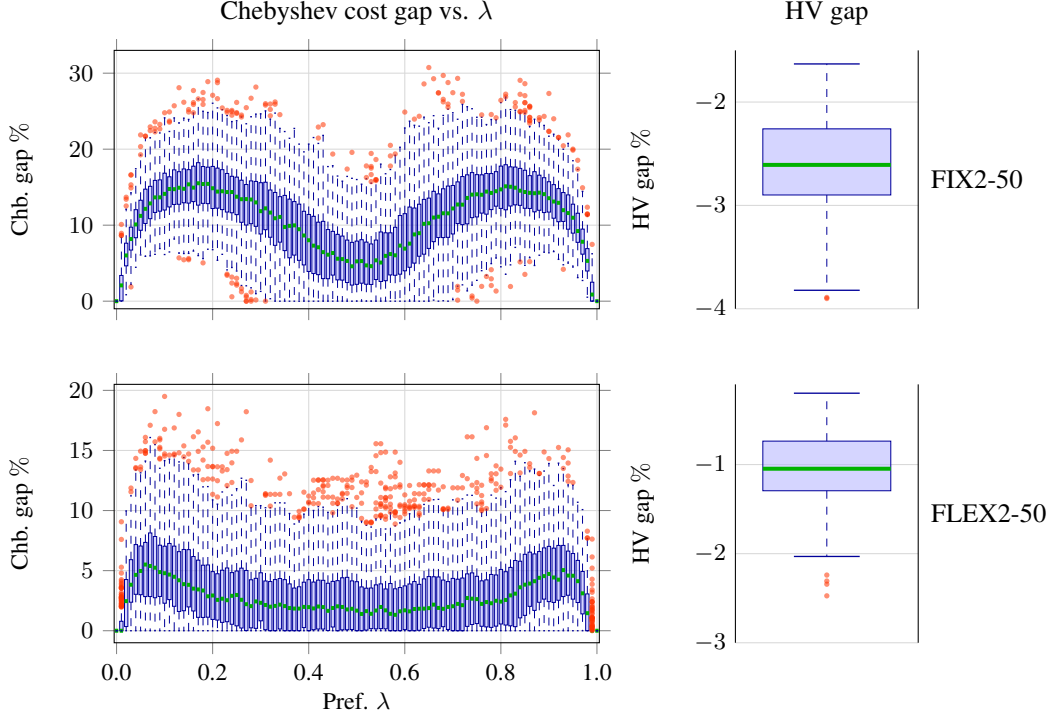 Chebyshev cost gap vs. λ
HV gap
30
20
10
0
Chb. gap %
−2
−3
−4
HV gap %
FIX2-50
20
15
10
5
0
Chb. gap %
−1
−2
−3
HV gap %
FLEX2-50
0.0 0.2 0.4 0.6 0.8 1.0
Pref. λ